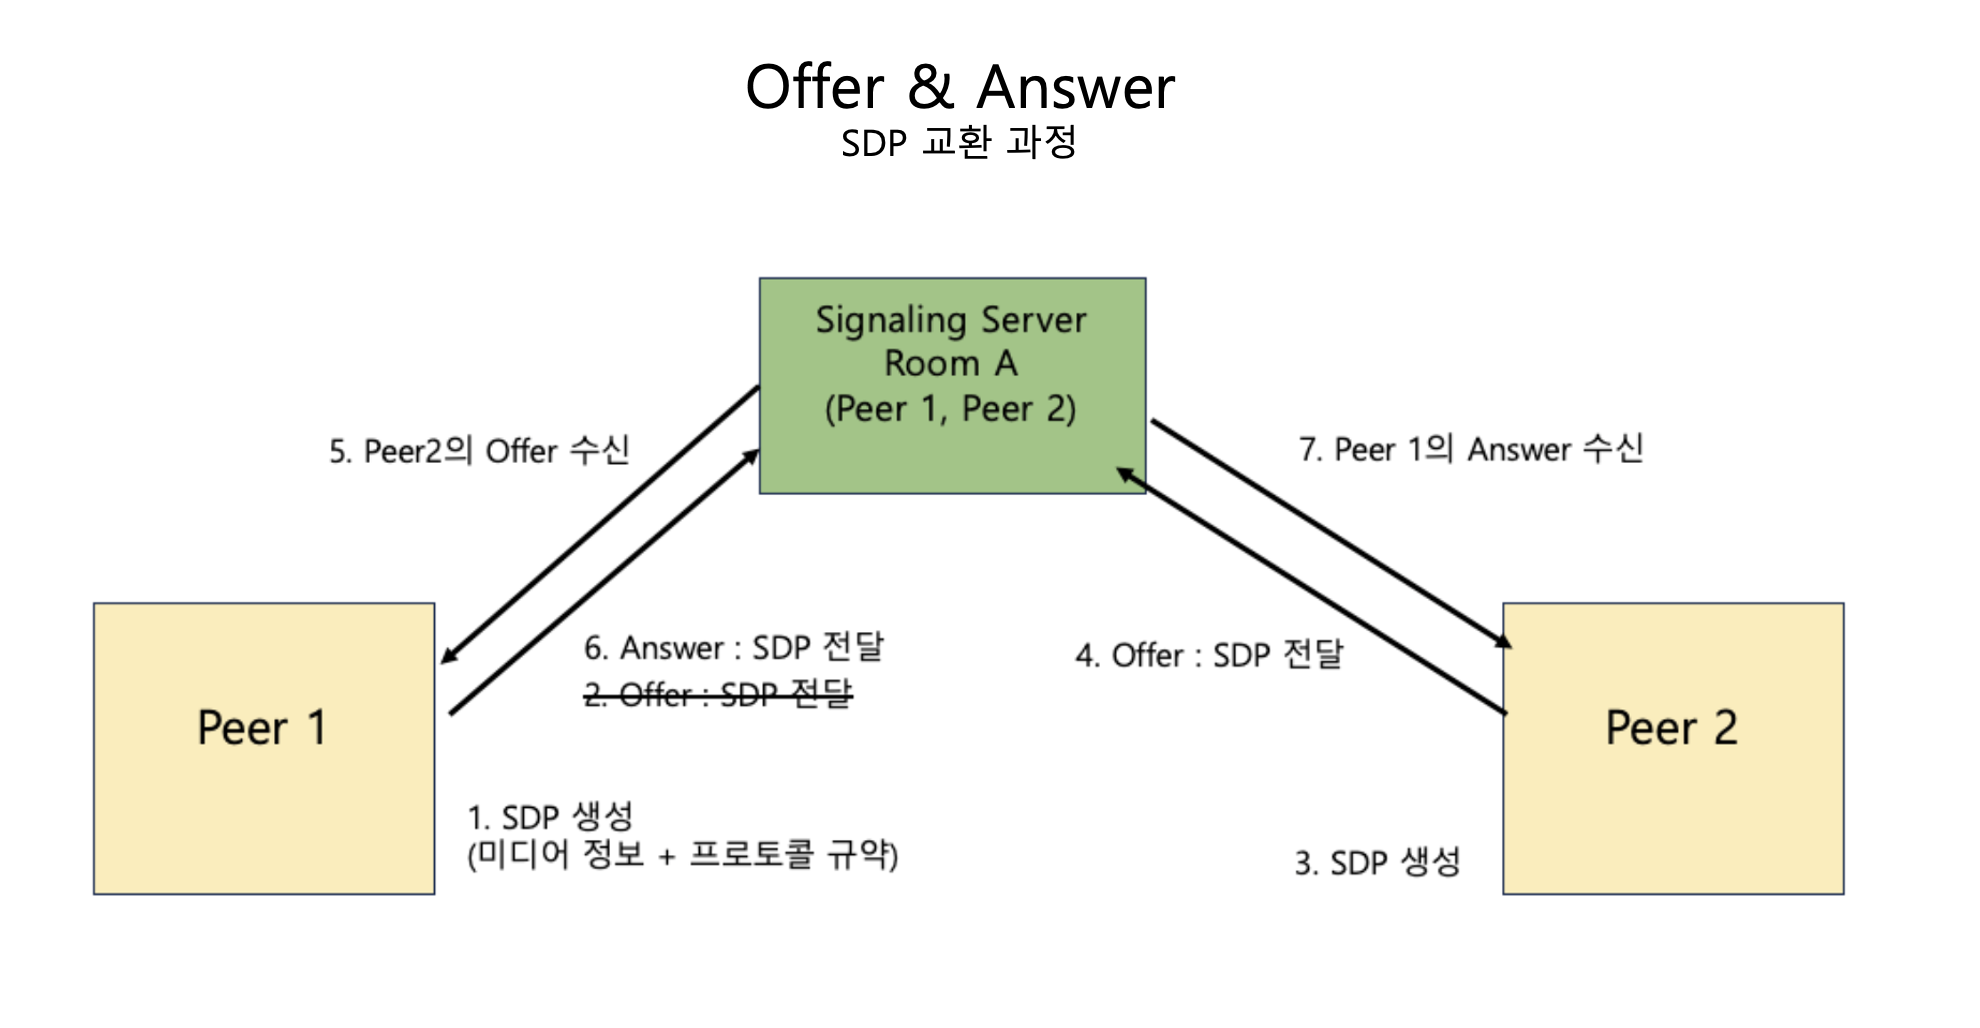 Offer & Answer
SDP 교환 과정
Signaling Server
Room A
(Peer 1, Peer 2)
5. Peer2의 Offer 수신
7. Peer 1의 Answer 수신
6. Answer : SDP 전달
2. Offer : SDP 전달
4. Offer : SDP 전달
Peer 1
Peer 2
1. SDP 생성
(미디어 정보 + 프로토콜 규약)
3. SDP 생성